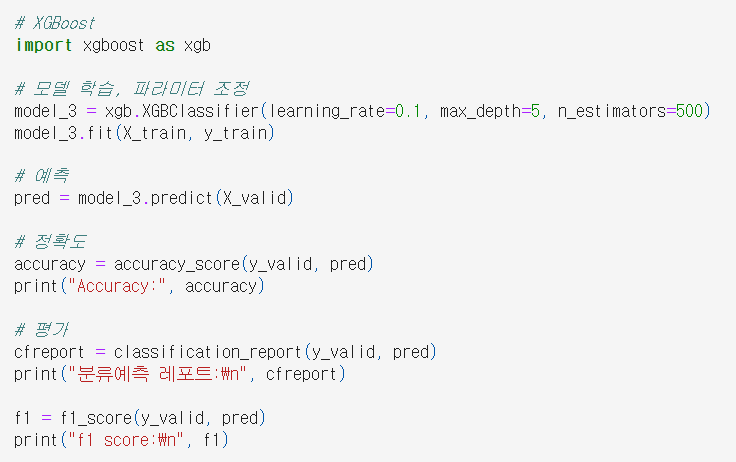 # XGBoost
import xgboost as xgb
# 모델 학습, 파라미터 조정
model_3 = xgb.XGBClassifier(learning_rate=0.1, max_depth=5, n_estimators=500)
model_3.fit(X_train, y_train)
# 예측
pred = model_3.predict(X_valid)
# 정확도
accuracy = accuracy_score(y_valid, pred)
print("Accuracy:", accuracy)
# 평가
cfreport = classification_report(y_valid, pred)
print("분류예측 레포트:₩n", cfreport)
f1 = f1_score(y_valid, pred)
print("f1 score:₩n", f1)